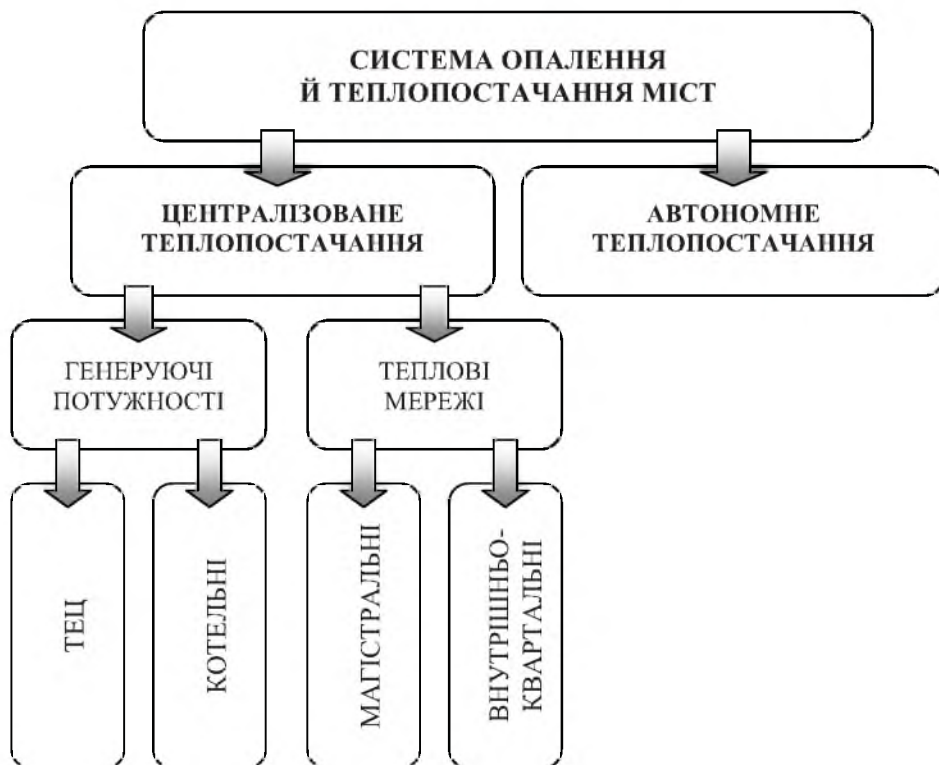 СИСТЕМА ОПАЛЕННЯ
Й ТЕПЛОПОСТАЧАННЯ МІСТ
ЦЕНТРАЛІЗОВАНЕ
ТЕПЛОПОСТАЧАННЯ
АВТОНОМНЕ
ТЕПЛОПОСТАЧАННЯ
ГЕНЕРУЮЧІ
ПОТУЖНОСТІ
ТЕПЛОВІ
МЕРЕЖІ
ТЕЦ
КОТЕЛЬНІ
МАГІСТРАЛЬНІ
ВНУТРІШНЬО-
КВАРТАЛЬНІ